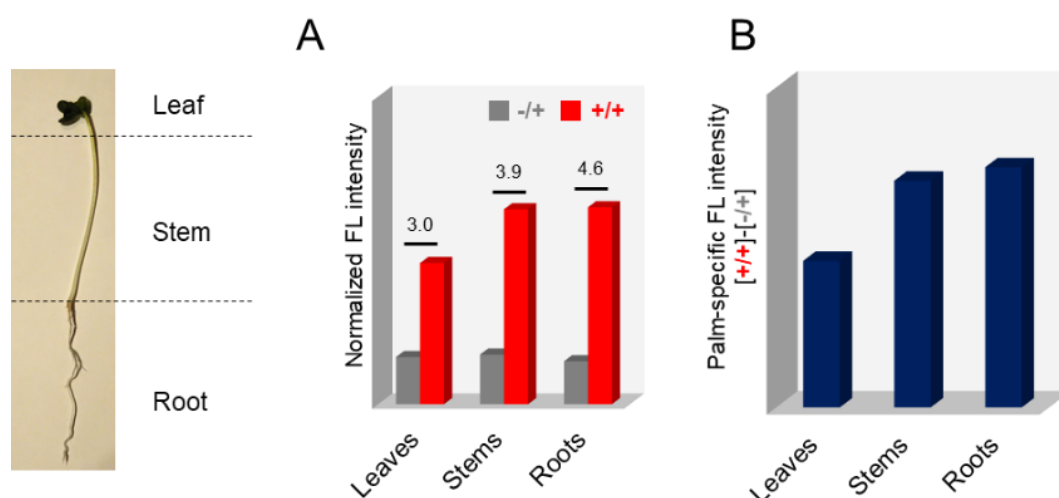 Leaf
Stem
Root
A
Normalized FL intensity
-/+ +/+
3.0
3.9
4.6
Leaves
Stems
Roots
B
Palm-specific FL intensity
[+/+]-[-/+]
Leaves
Stems
Roots